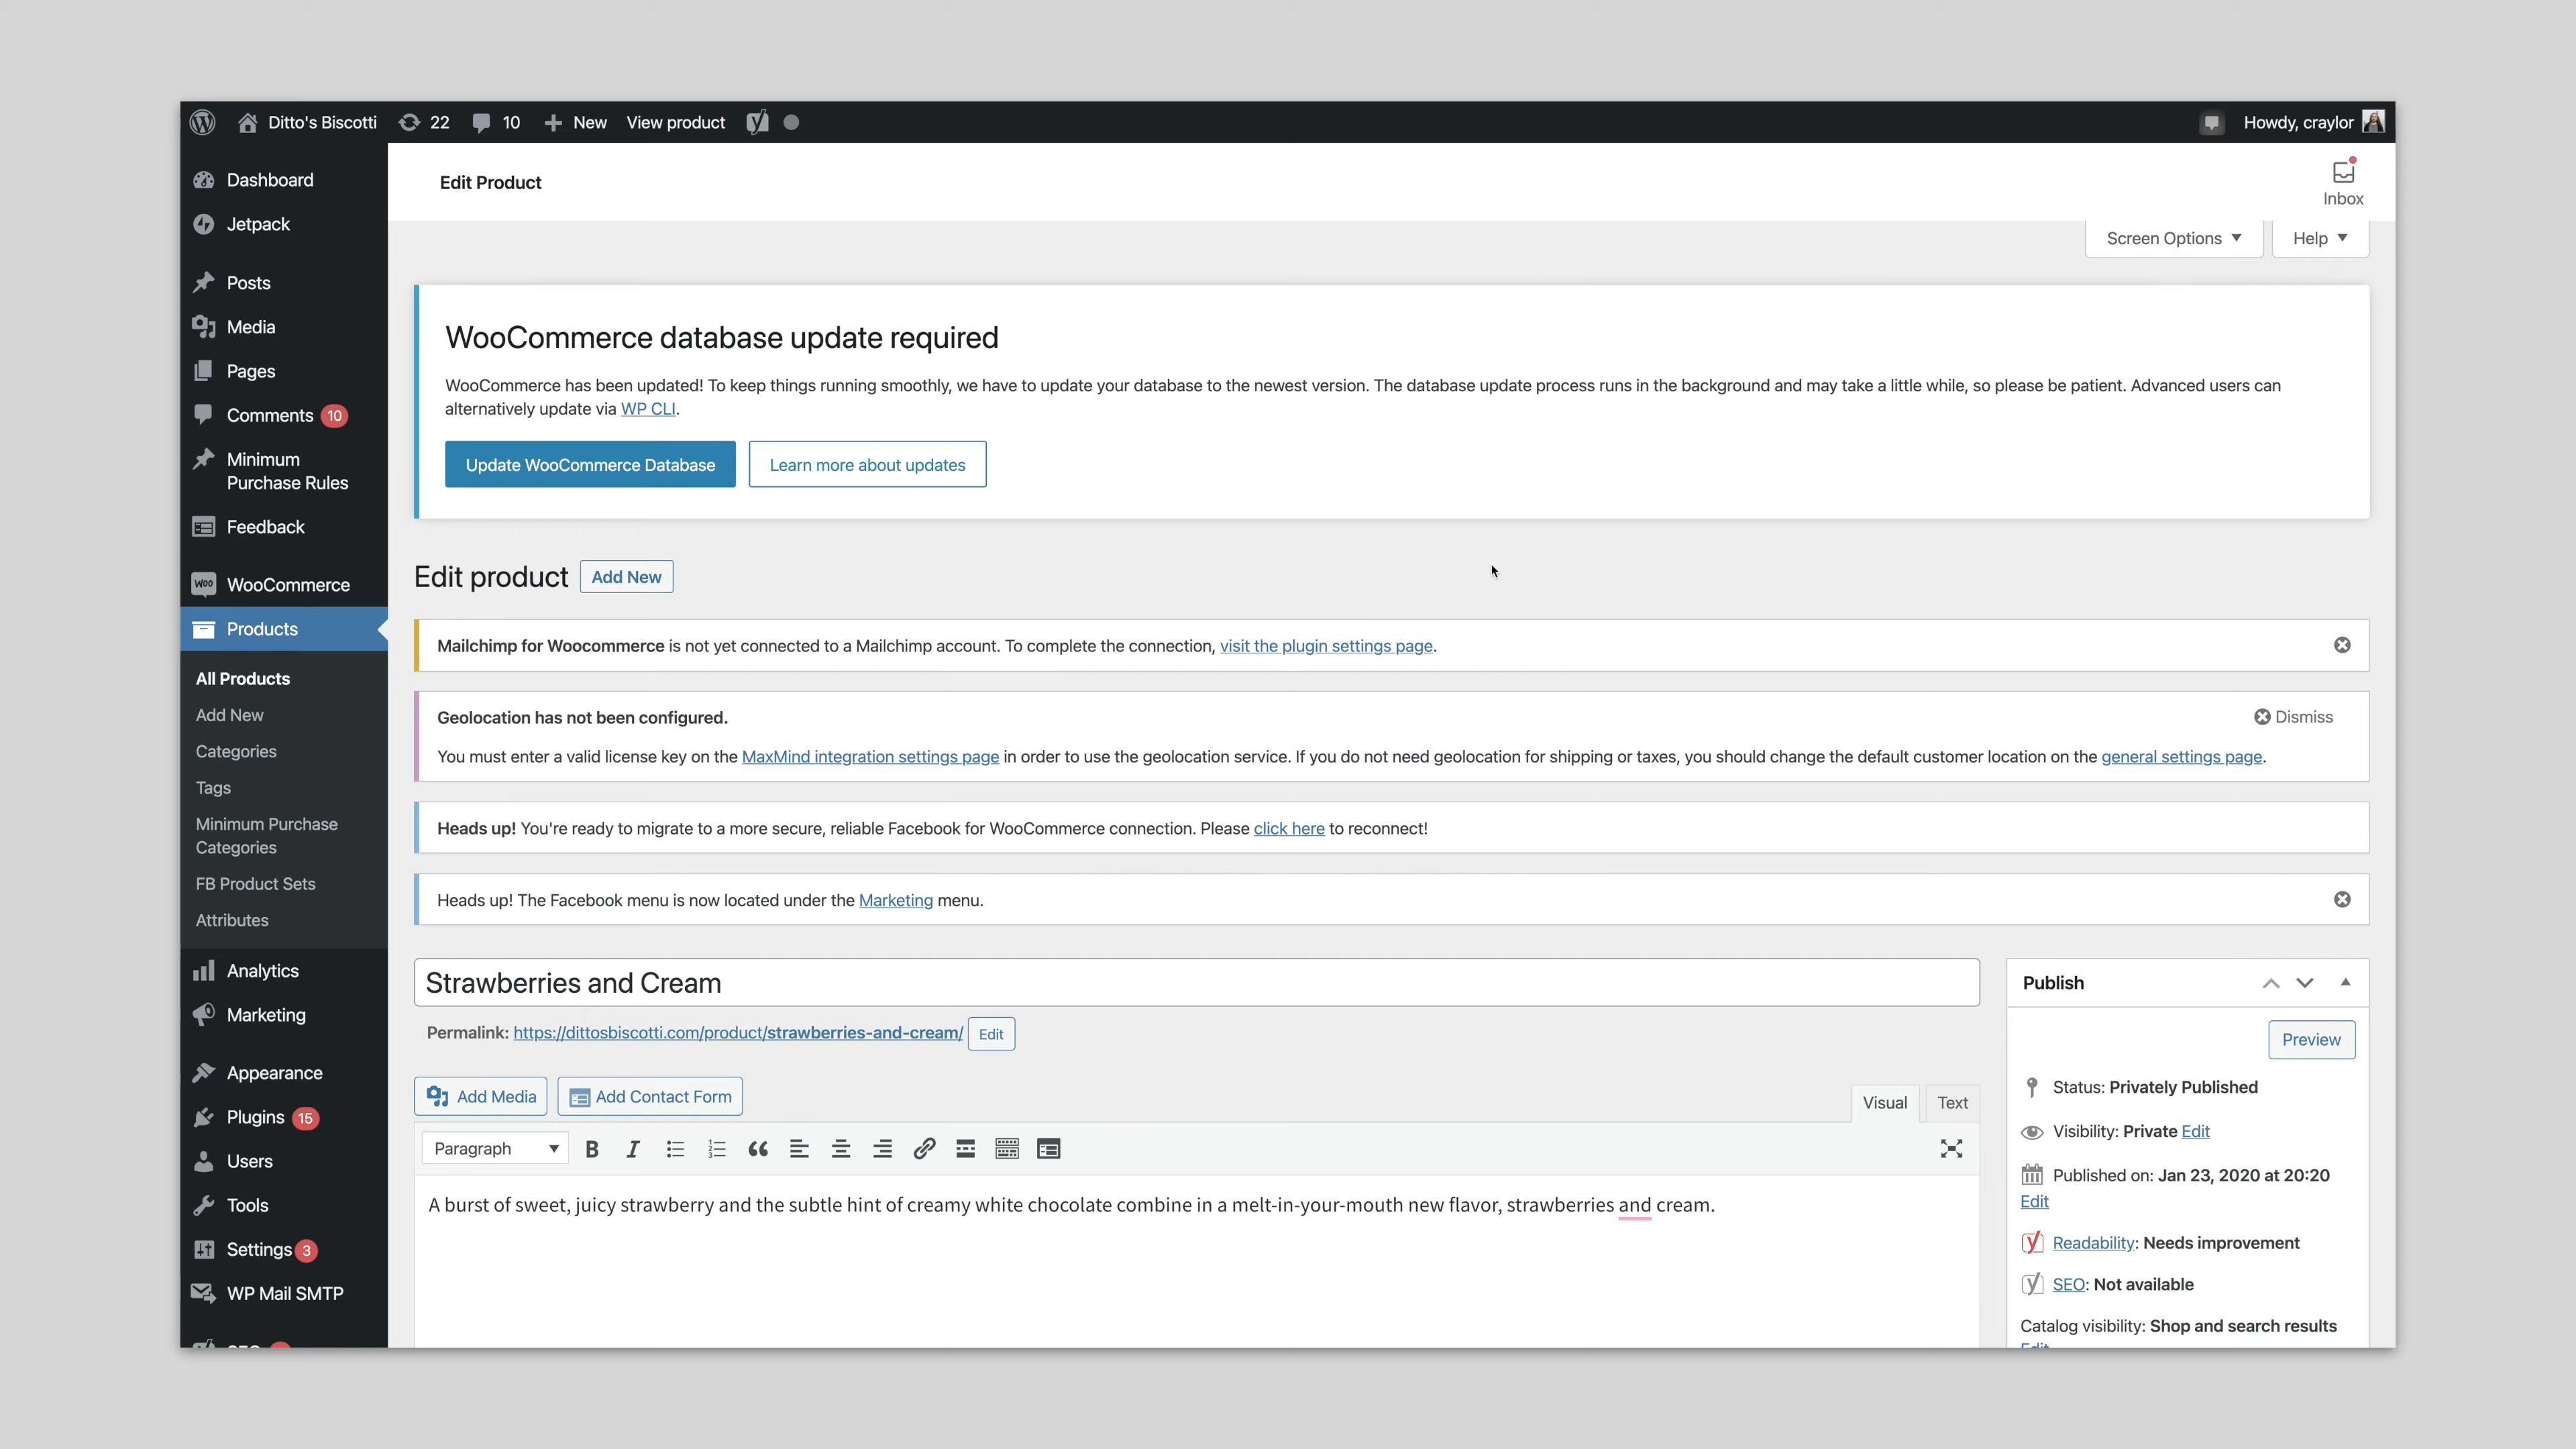 Ditto's Biscotti 22 10 New View product Howdy, craylor
Dashboard
Jetpack
Posts
Media
Pages
Comments 10
Minimum
Purchase Rules
Feedback
WooCommerce
Products
All Products
Add New
Categories
Tags
Minimum Purchase
Categories
FB Product Sets
Attributes
Analytics
Marketing
Appearance
Plugins 15
Users
Tools
Settings 3
WP Mail SMTP
Edit Product
Inbox
Screen Options Help
WooCommerce database update required
WooCommerce has been updated! To keep things running smoothly, we have to update your database to the newest version. The database update process runs in the background and may take a little while, so please be patient. Advanced users can
alternatively update via WP CLI.
Update WooCommerce Database Learn more about updates
Edit product Add New
Mailchimp for Woocommerce is not yet connected to a Mailchimp account. To complete the connection, visit the plugin settings page.
Geolocation has not been configured. Dismiss
You must enter a valid license key on the MaxMind integration settings page in order to use the geolocation service. If you do not need geolocation for shipping or taxes, you should change the default customer location on the general settings page.
Heads up! You're ready to migrate to a more secure, reliable Facebook for WooCommerce connection. Please click here to reconnect!
Heads up! The Facebook menu is now located under the Marketing menu.
Strawberries and Cream
Permalink: https://dittosbiscotti.com/product/strawberries-and-cream/ Edit
Add Media Add Contact Form
Visual Text
Paragraph
A burst of sweet, juicy strawberry and the subtle hint of creamy white chocolate combine in a melt-in-your-mouth new flavor, strawberries and cream.
Publish
Preview
Status: Privately Published
Visibility: Private Edit
Published on: Jan 23, 2020 at 20:20
Edit
Readability: Needs improvement
SEO: Not available
Catalog visibility: Shop and search results